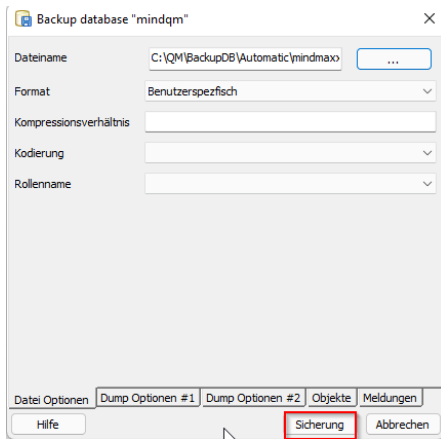 Backup database "mindqm"
Dateiname C:\QM\BackupDB\Automatic\mindmax ...
Format Benutzerspezfisch
Kompressionsverhältnis
Kodierung
Rollenname
Datei Optionen Dump Optionen #1 Dump Optionen #2 Objekte Meldungen
Hilfe Sicherung Abbrechen